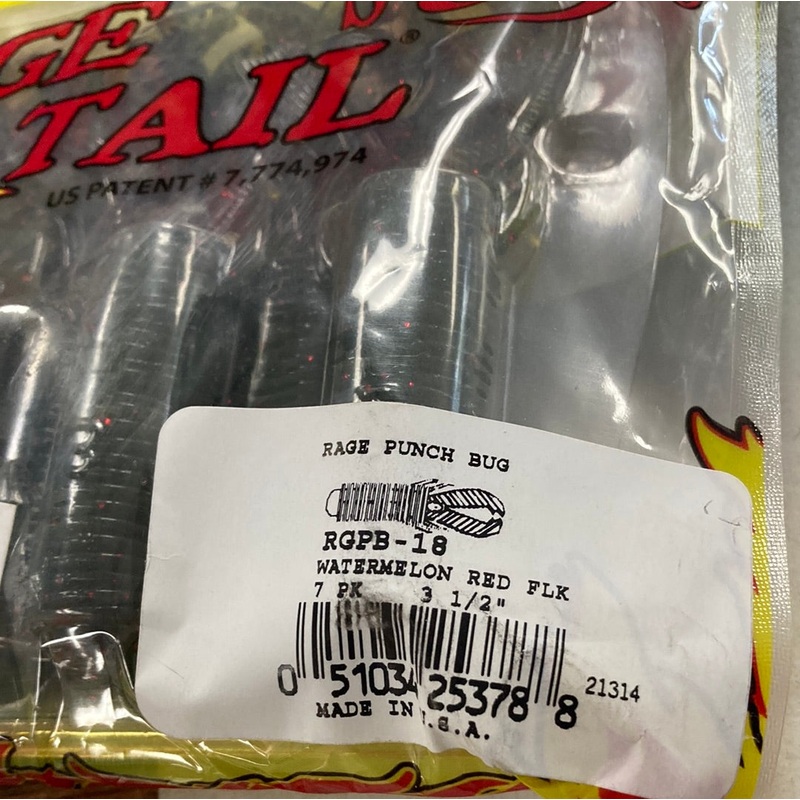 GE
TAIL®
US PATENT # 7,774,974
RAGE PUNCH BUG
RGPB-18
WATERMELON RED FLK
7 PK 3 1/2"
0 51034 25378 8
21314
MADE IN U.S.A.